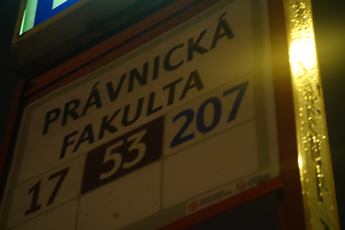 PRÁVNICKÁ
FAKULTA
17 53 207